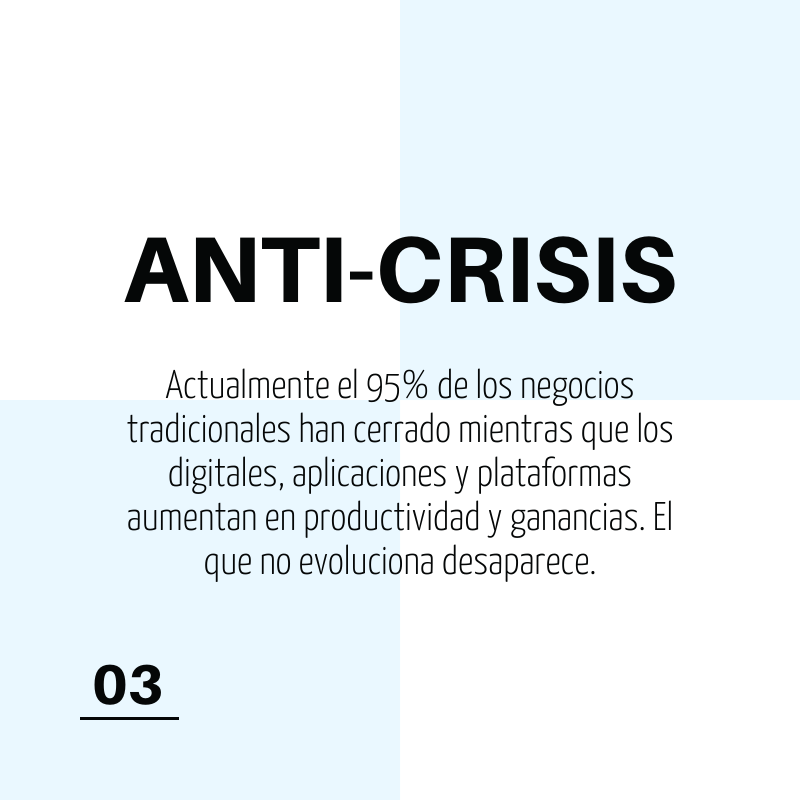 ANTI-CRISIS
Actualmente el 95% de los negocios
tradicionales han cerrado mientras que los
digitales, aplicaciones y plataformas
aumentan en productividad y ganancias. El
que no evoluciona desaparece.
03